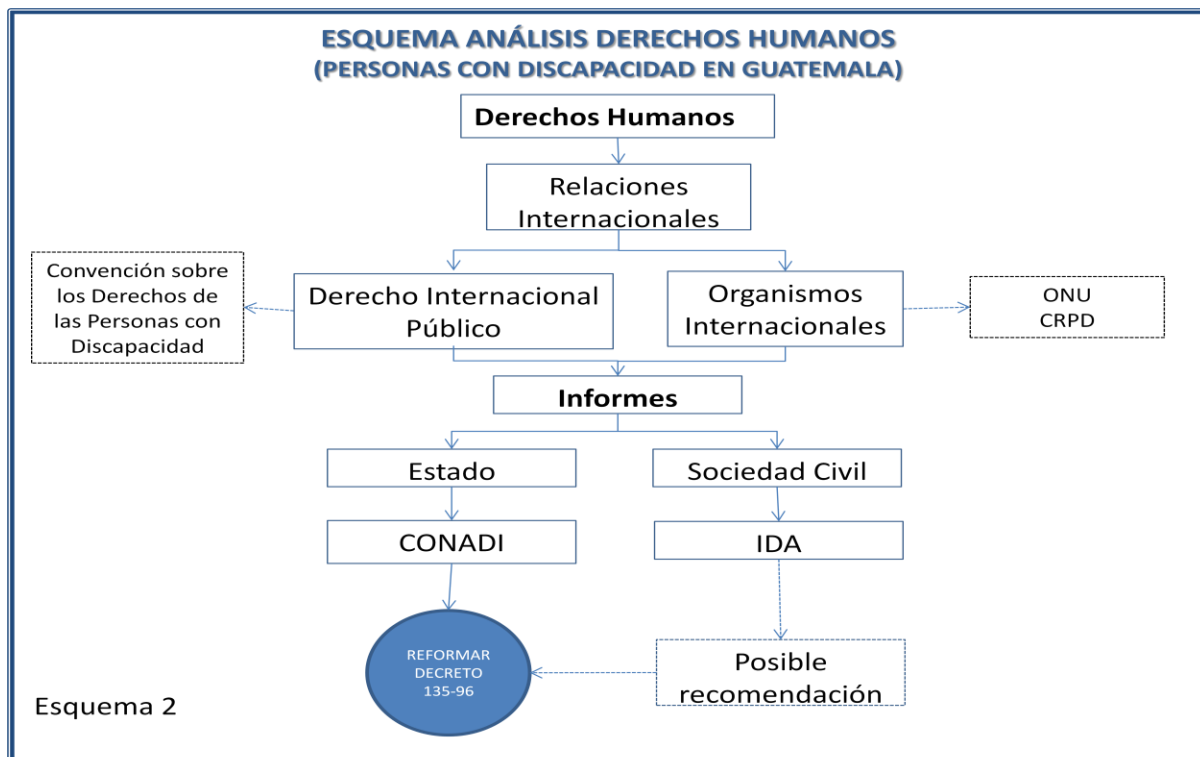 ESQUEMA ANÁLISIS DERECHOS HUMANOS
(PERSONAS CON DISCAPACIDAD EN GUATEMALA)
Derechos Humanos
Relaciones
Internacionales
Convención sobre
los Derechos de
las Personas con
Discapacidad
Derecho Internacional
Público
Organismos
Internacionales
ONU
CRPD
Informes
Estado
Sociedad Civil
CONADI
IDA
REFORMAR
DECRETO
135-96
Posible
recomendación
Esquema 2